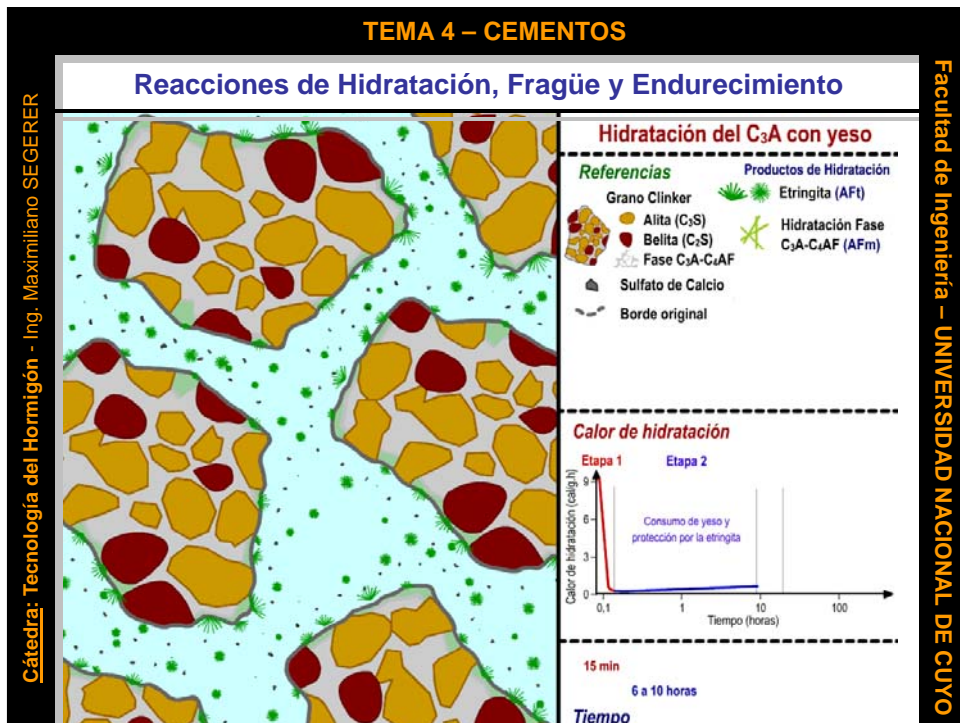 TEMA 4 – CEMENTOS
Reacciones de Hidratación, Fragüe y Endurecimiento
Cátedra: Tecnología del Hormigón - Ing. Maximiliano SEGERER
Facultad de Ingeniería – UNIVERSIDAD NACIONAL DE CUYO
Hidratación del C₃A con yeso
Referencias
Grano Clinker
Alita (C₃S)
Belita (C₂S)
Fase C₃A-C₄AF
Sulfato de Calcio
Borde original
Productos de Hidratación
Etringita (AFt)
Hidratación Fase
C₃A-C₄AF (AFm)
Calor de hidratación
Etapa 1
Etapa 2
Calor de hidratación (cal/g.h)
9
6
3
0
Consumo de yeso y
protección por la etringita
0,1
1
10
100
Tiempo (horas)
15 min
6 a 10 horas
Tiempo